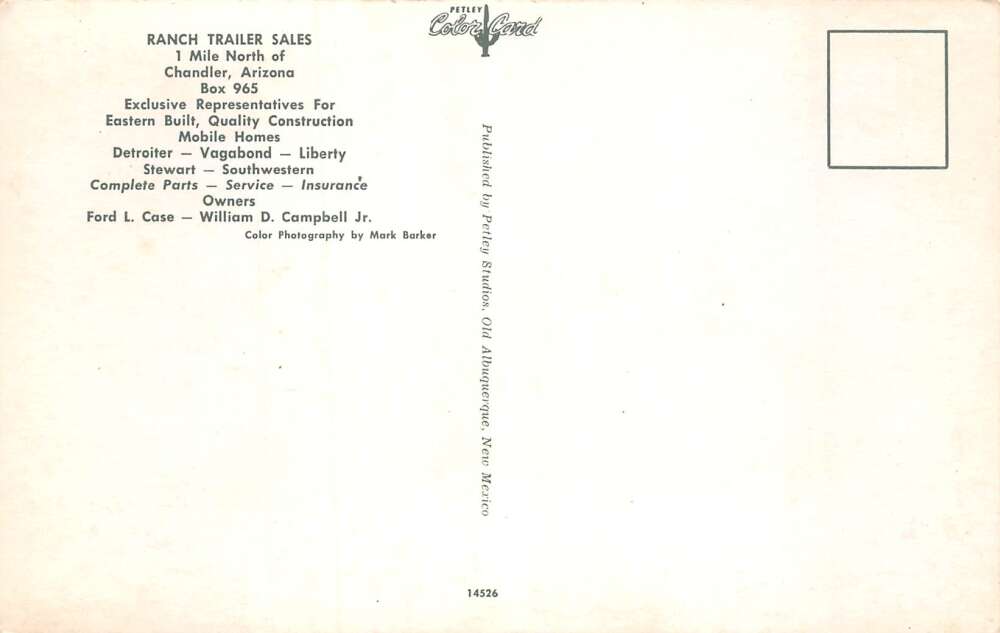 RANCH TRAILER SALES
1 Mile North of
Chandler, Arizona
Box 965
Exclusive Representatives For
Eastern Built, Quality Construction
Mobile Homes
Detroiter — Vagabond — Liberty
Stewart — Southwestern
Complete Parts — Service — Insurance
Owners
Ford L. Case — William D. Campbell Jr.
Color Photography by Mark Barker
PETLEY
Color Card
Published by Petley Studios, Old Albuquerque, New Mexico
14526